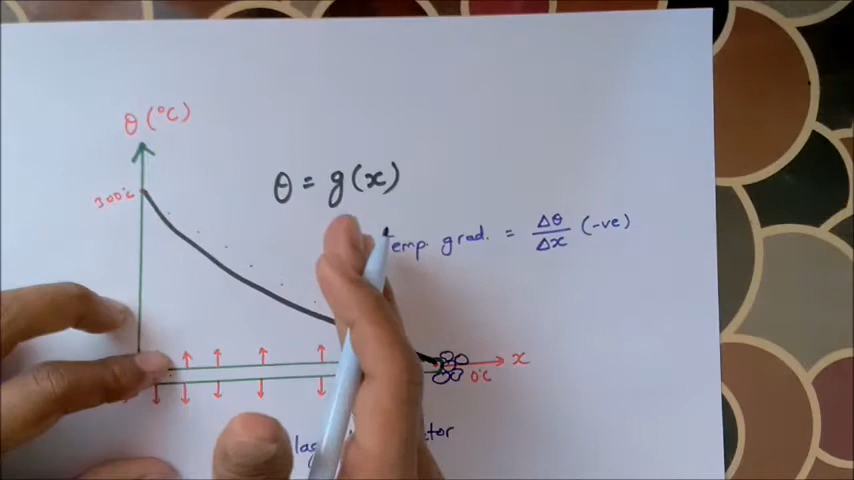 θ (°C)
300°C
θ = g(x)
Temp. grad. = Δθ/Δx (-ve)
x
0°C